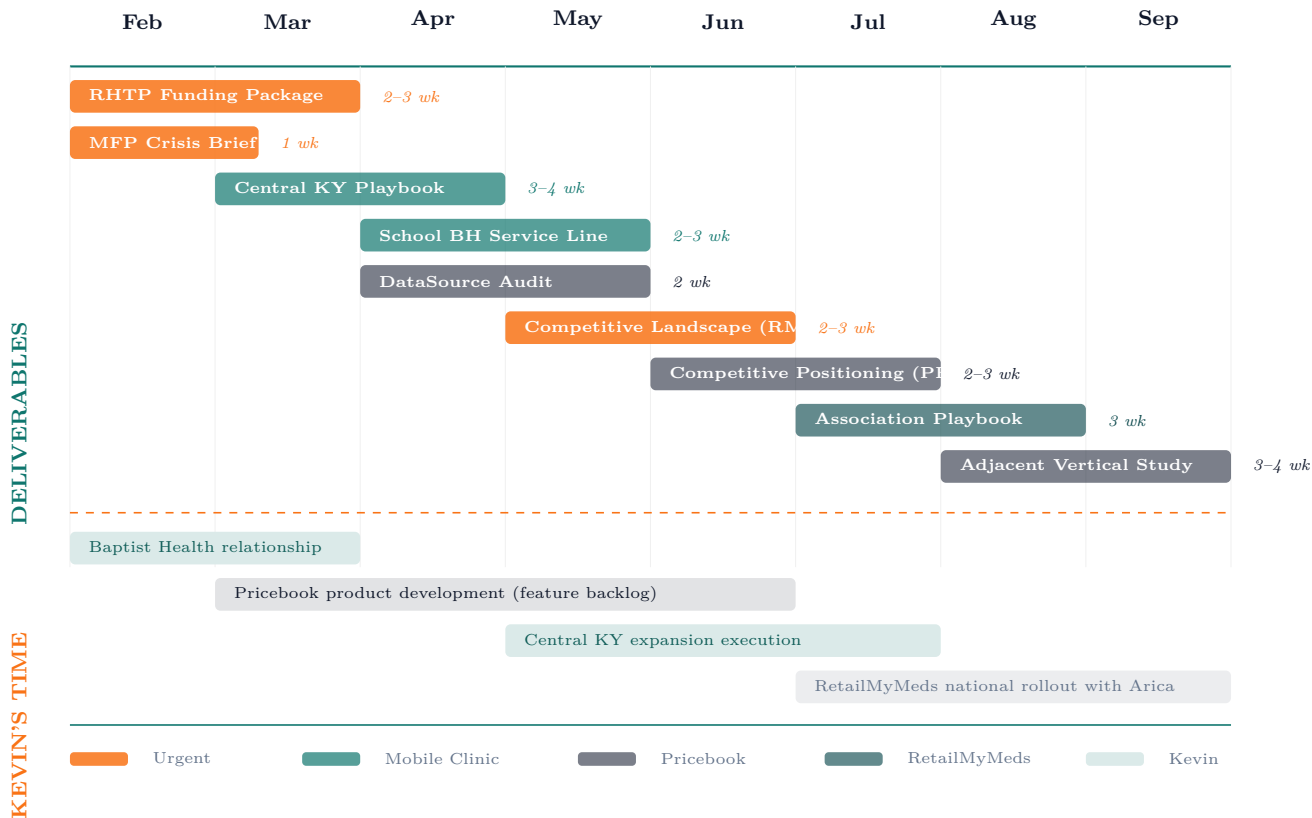 Feb Mar Apr May Jun Jul Aug Sep
RHTP Funding Package 2–3 wk
MFP Crisis Brief 1 wk
Central KY Playbook 3–4 wk
School BH Service Line 2–3 wk
DataSource Audit 2 wk
Competitive Landscape (RM 2–3 wk
Competitive Positioning (P 2–3 wk
Association Playbook 3 wk
Adjacent Vertical Study 3–4 wk
DELIVERABLES
Baptist Health relationship
Pricebook product development (feature backlog)
Central KY expansion execution
RetailMyMeds national rollout with Arica
KEVIN'S TIME
Urgent Mobile Clinic Pricebook RetailMyMeds Kevin